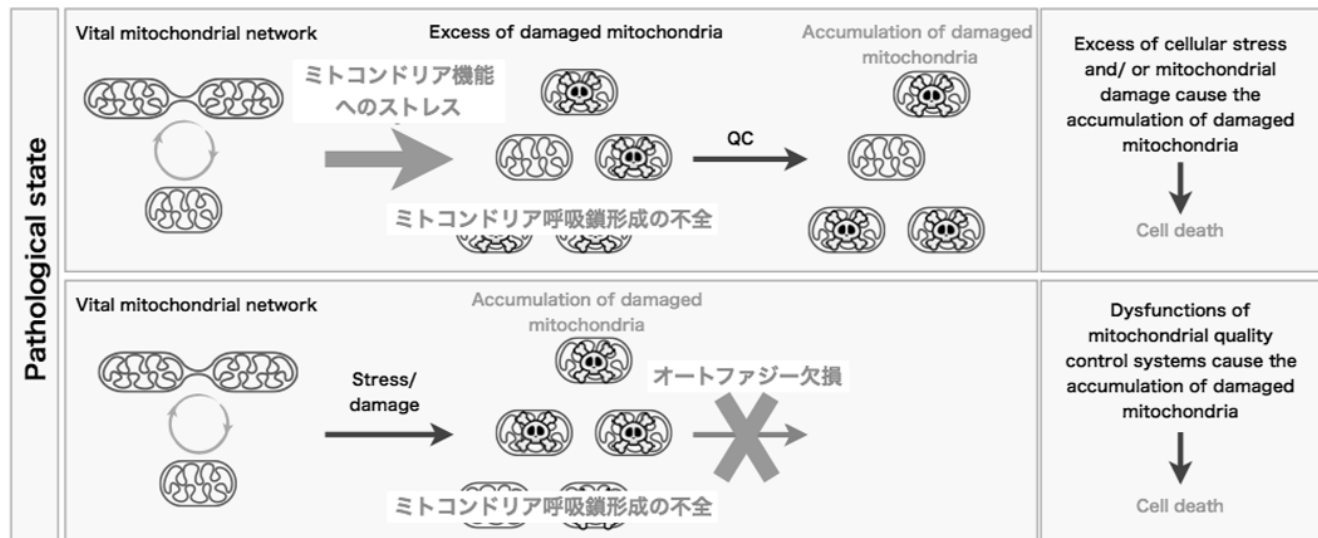 Pathological state
Vital mitochondrial network
ミトコンドリア機能
へのストレス
Excess of damaged mitochondria
ミトコンドリア呼吸鎖形成の不全
QC
Accumulation of damaged
mitochondria
Excess of cellular stress
and/ or mitochondrial
damage cause the
accumulation of damaged
mitochondria
Cell death
Vital mitochondrial network
Stress/
damage
Accumulation of damaged
mitochondria
ミトコンドリア呼吸鎖形成の不全
オートファジー欠損
Dysfunctions of
mitochondrial quality
control systems cause the
accumulation of damaged
mitochondria
Cell death